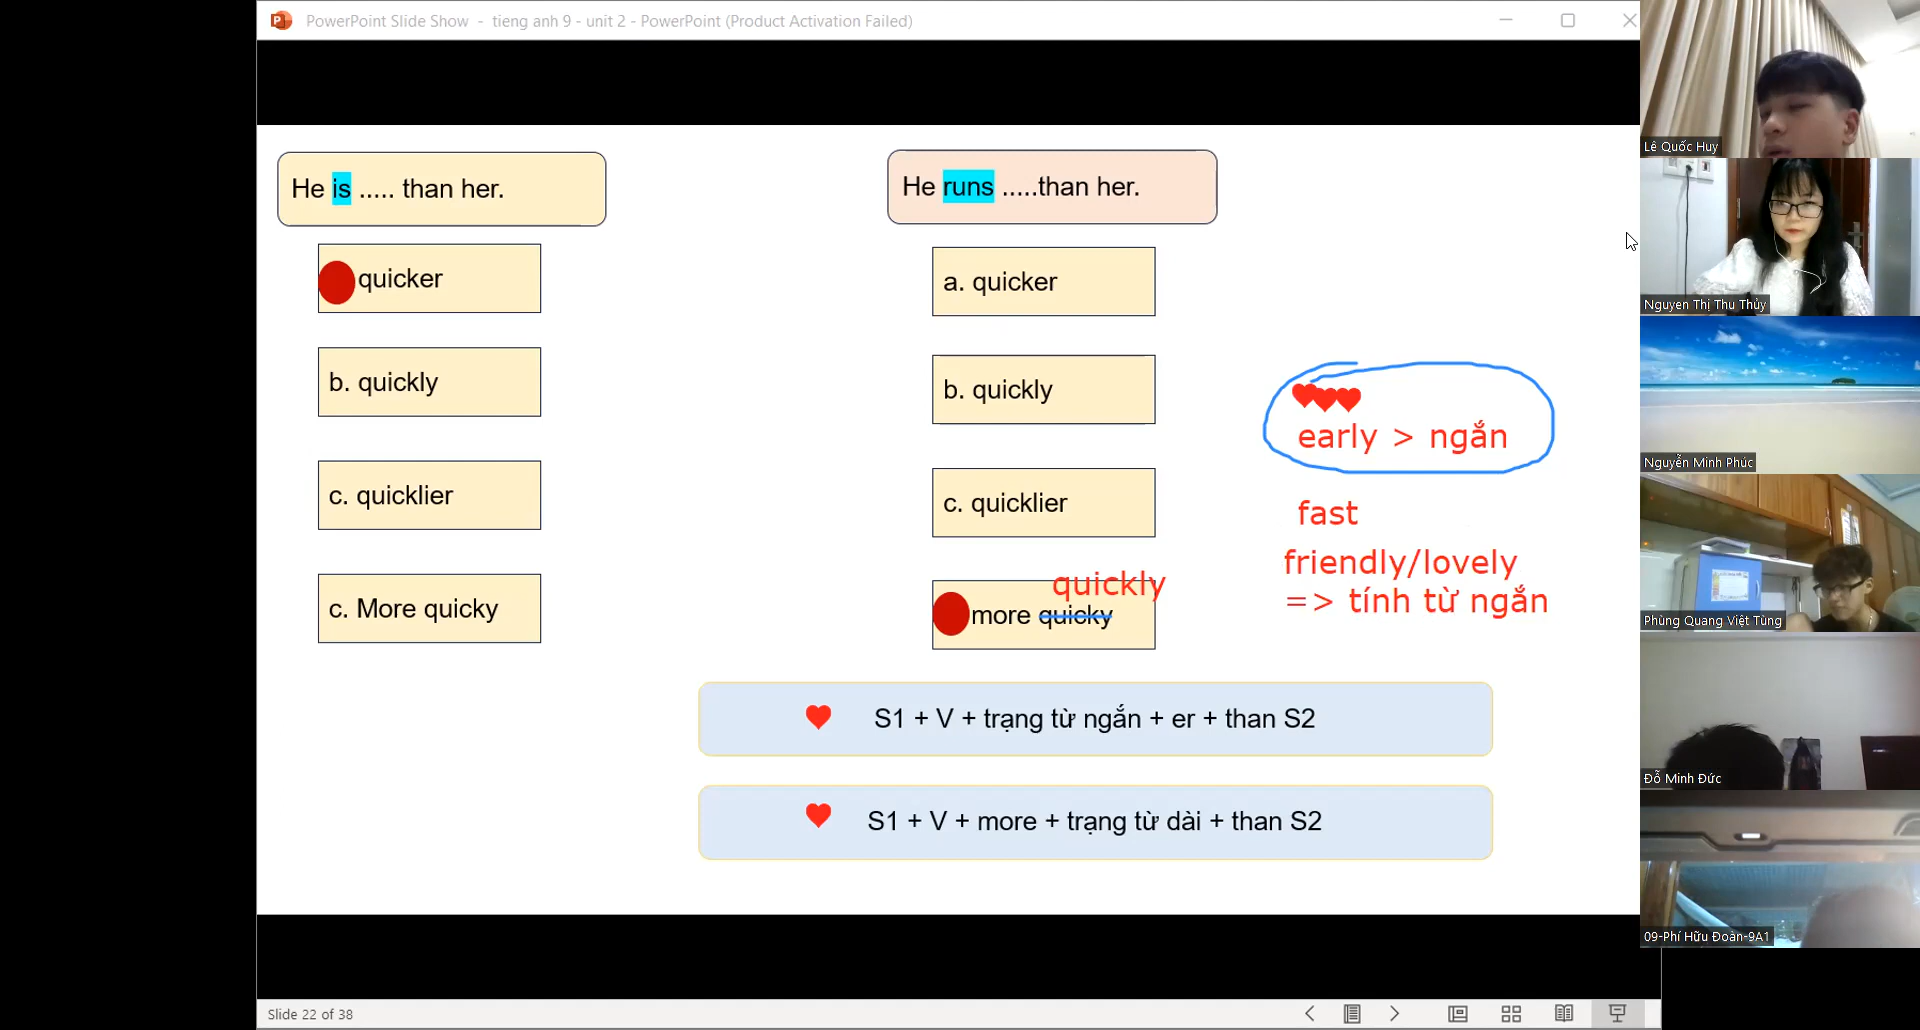 PowerPoint Slide Show - tieng anh 9 - unit 2 - PowerPoint (Product Activation Failed)
He is ..... than her.
quicker
b. quickly
c. quicklier
c. More quicky
He runs .....than her.
a. quicker
b. quickly
c. quicklier
quickly
more quicky
early > ngắn
fast
friendly/lovely
=> tính từ ngắn
S1 + V + trạng từ ngắn + er + than S2
S1 + V + more + trạng từ dài + than S2
Slide 22 of 38
Lê Quốc Huy
Nguyen Thị Thu Thủy
Nguyễn Minh Phúc
Phùng Quang Việt Tùng
Đỗ Minh Đức
09-Phí Hữu Đoàn-9A1